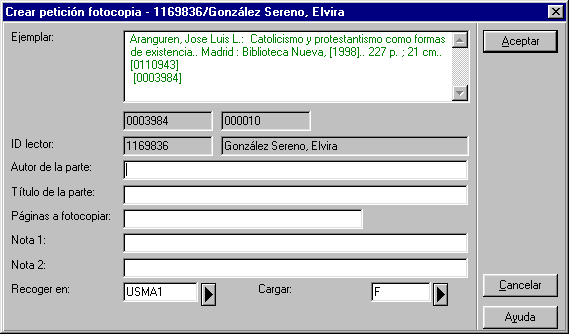 Crear petición fotocopia - 1169836/González Sereno, Elvira
Ejemplar:
Aranguren, Jose Luis L.: Catolicismo y protestantismo como formas
de existencia.. Madrid : Biblioteca Nueva, [1998].. 227 p. ; 21 cm..
[0110943]
[0003984]
Aceptar
0003984 000010
ID lector: 1169836 González Sereno, Elvira
Autor de la parte:
Título de la parte:
Páginas a fotocopiar:
Nota 1:
Nota 2:
Cancelar
Recoger en: USMA1 Cargar: F
Ayuda